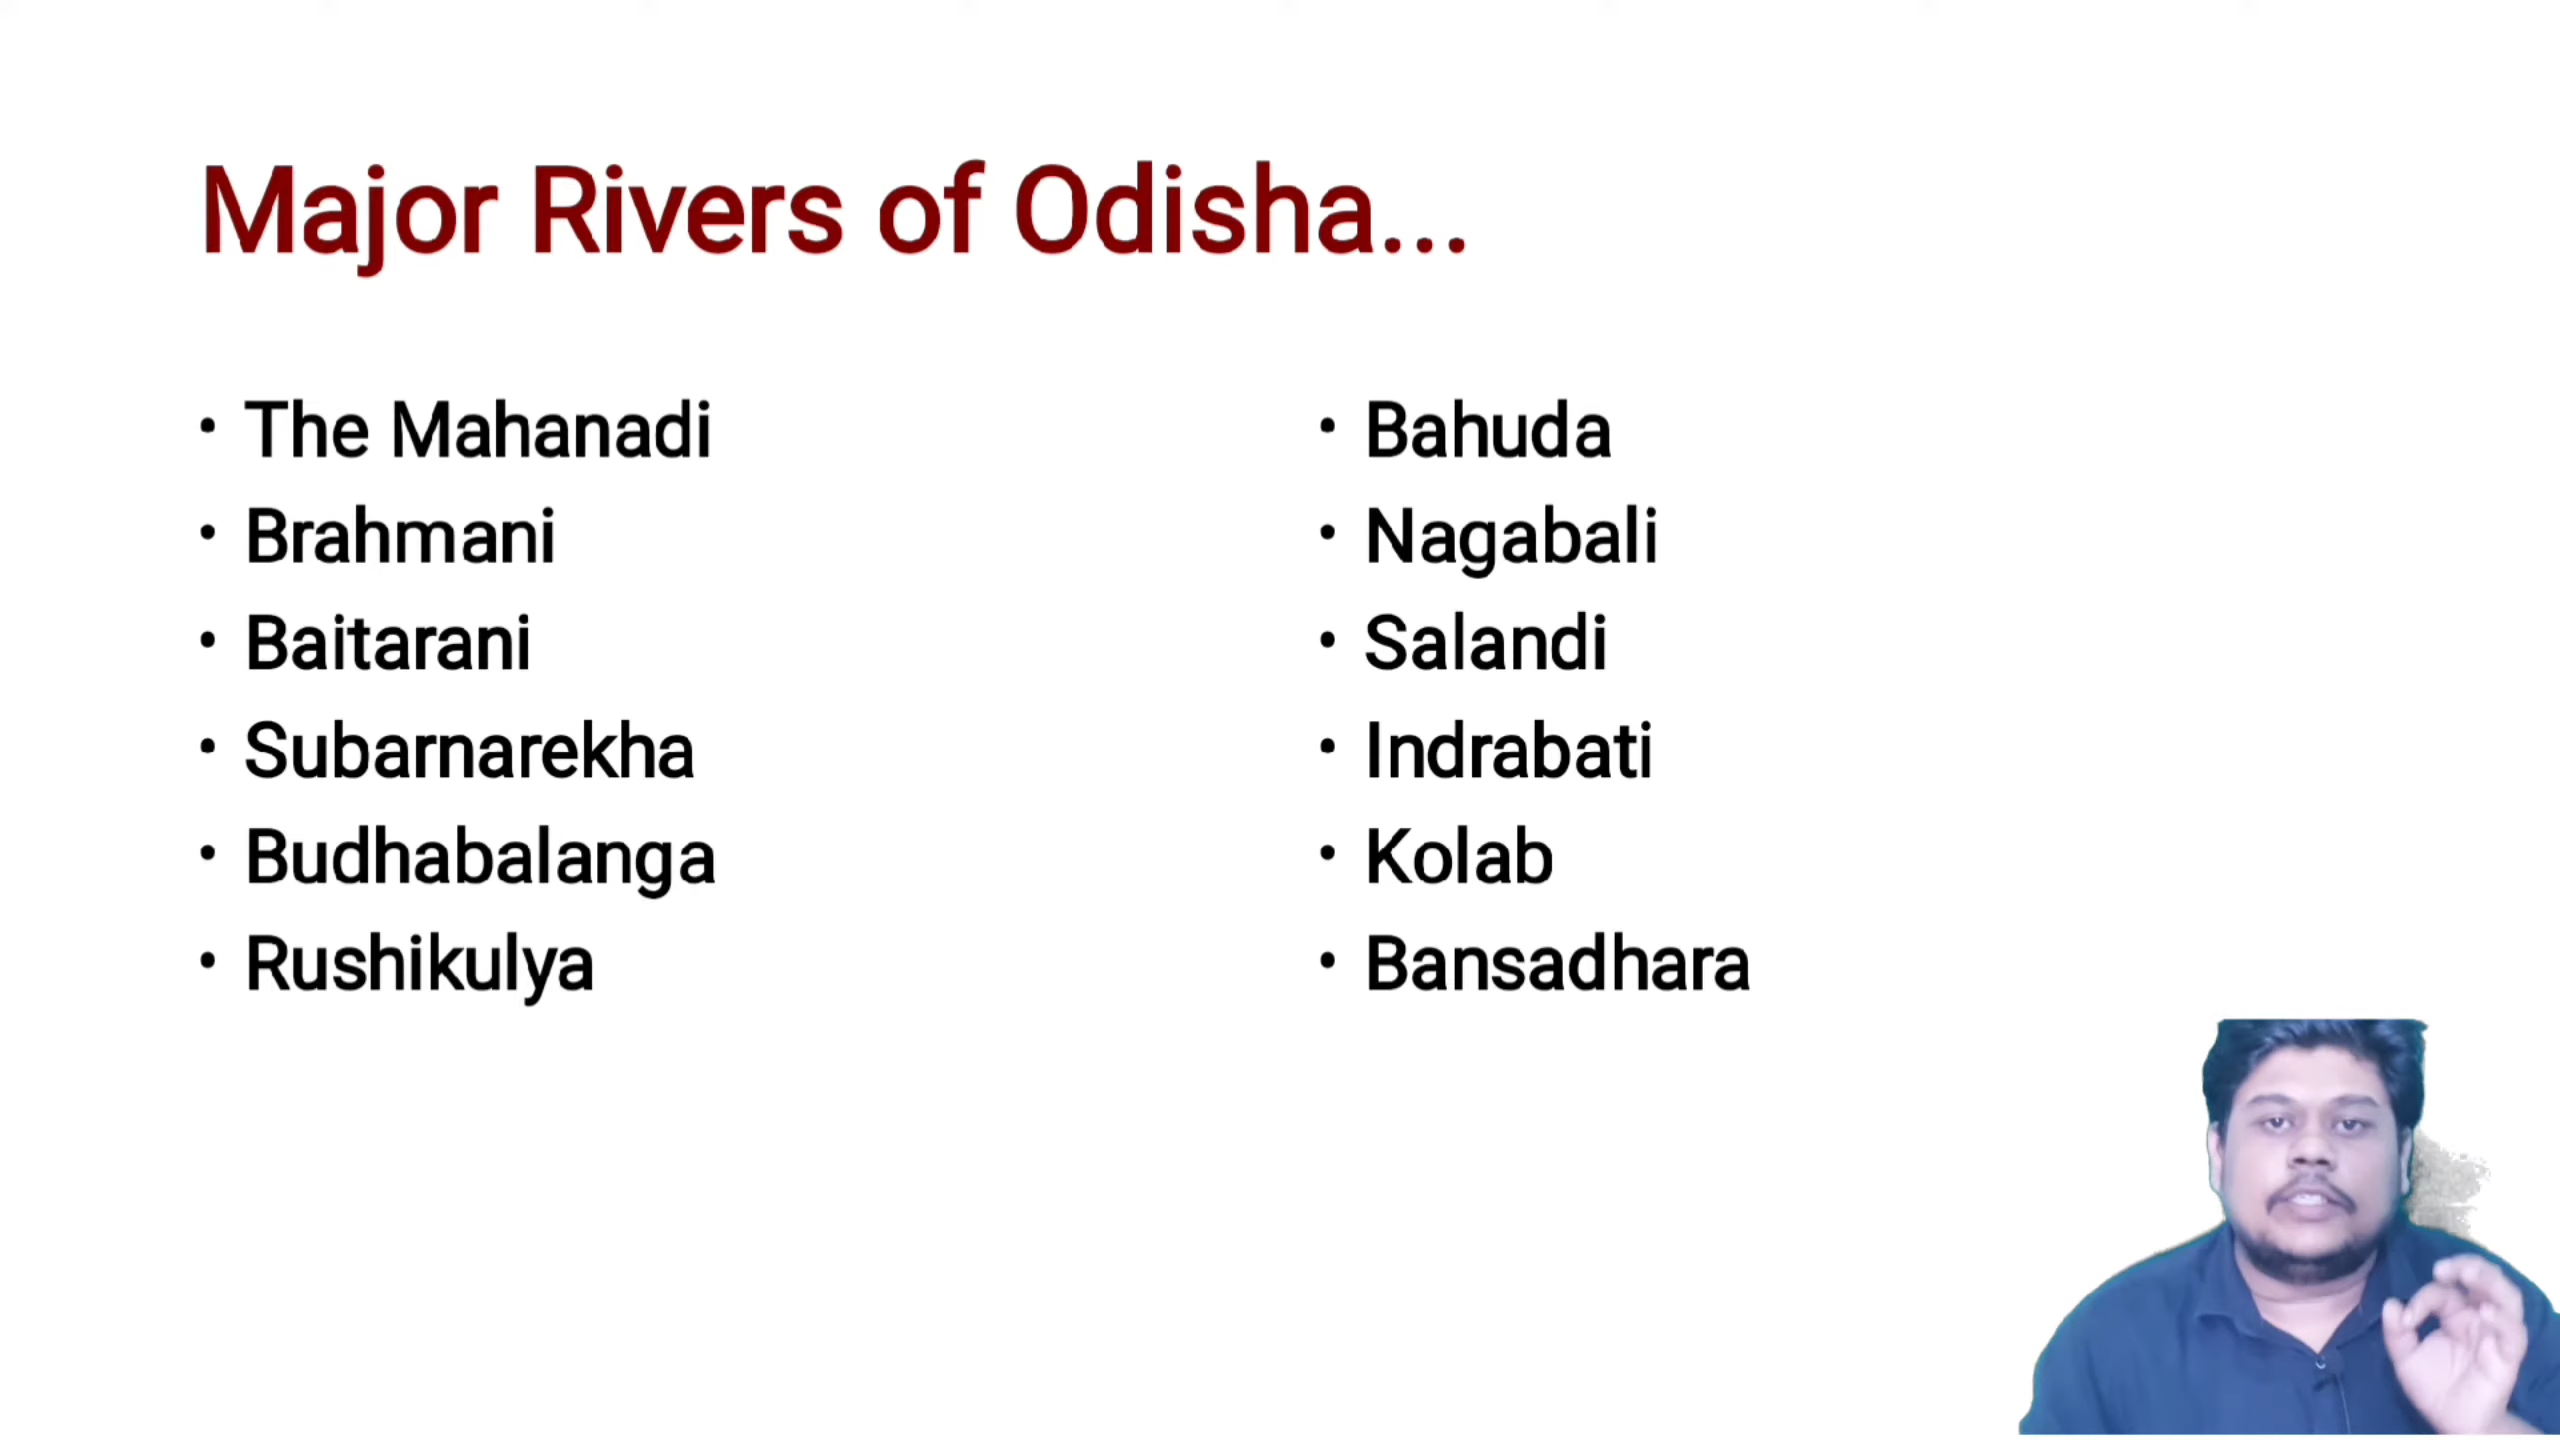 Major Rivers of Odisha...
• The Mahanadi
• Brahmani
• Baitarani
• Subarnarekha
• Budhabalanga
• Rushikulya
• Bahuda
• Nagabali
• Salandi
• Indrabati
• Kolab
• Bansadhara